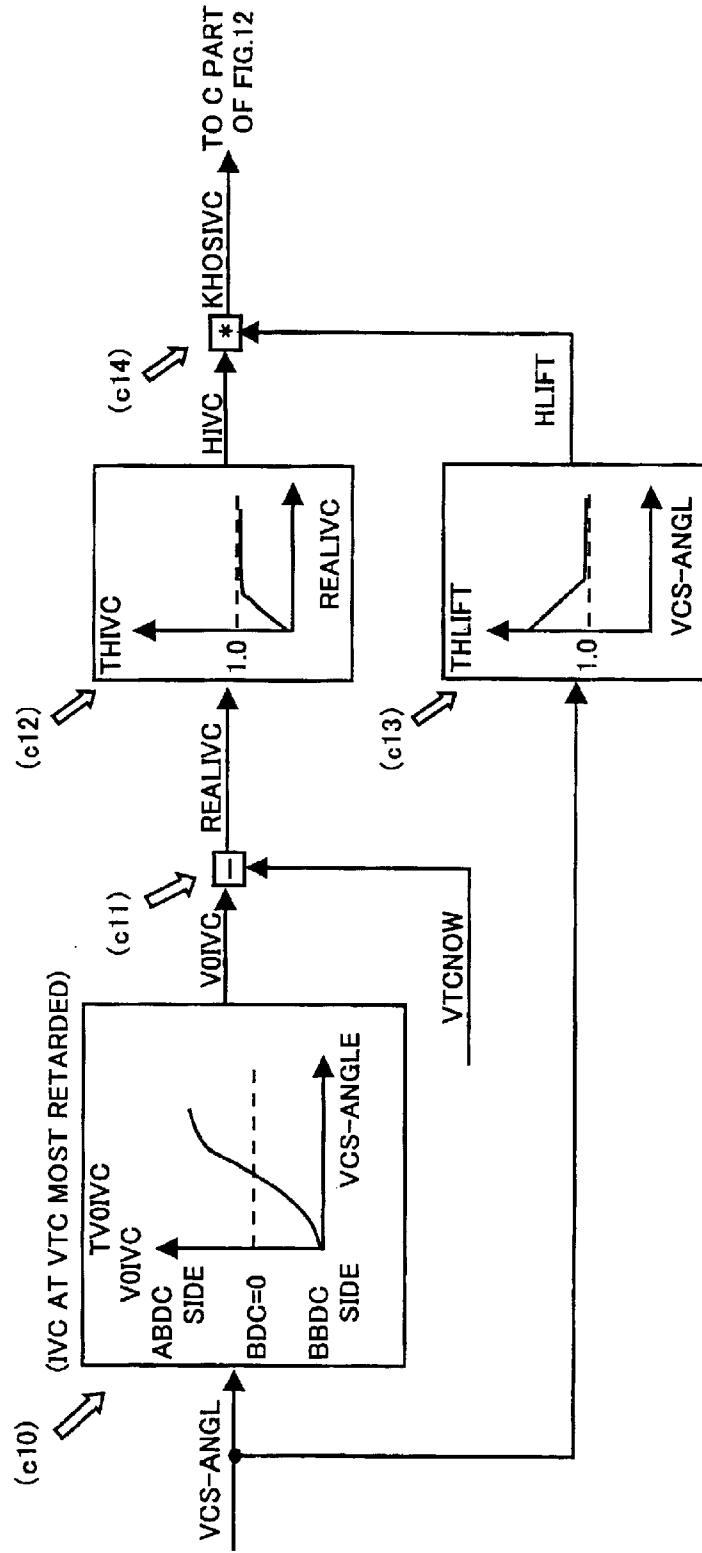 (c10)
VCS-ANGL
(IVC AT VTC MOST RETARDED)
TV0IVC
V0IVC
ABDC
SIDE
BDC=0
BBDC
SIDE
VCS-ANGLE
V0IVC
(c11)
—
VTCNOW
REALIVC
(c12)
THIVC
1.0
REALIVC
HIVC
(c13)
THLIFT
1.0
VCS-ANGL
HLIFT
(c14)
*
KHOSIVC
TO C PART
OF FIG.12